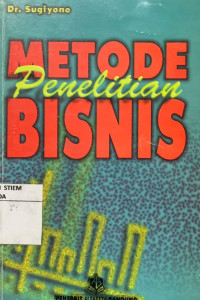 Dr. Sugiyono
METODE
Penelitian
BISNIS
STIEM